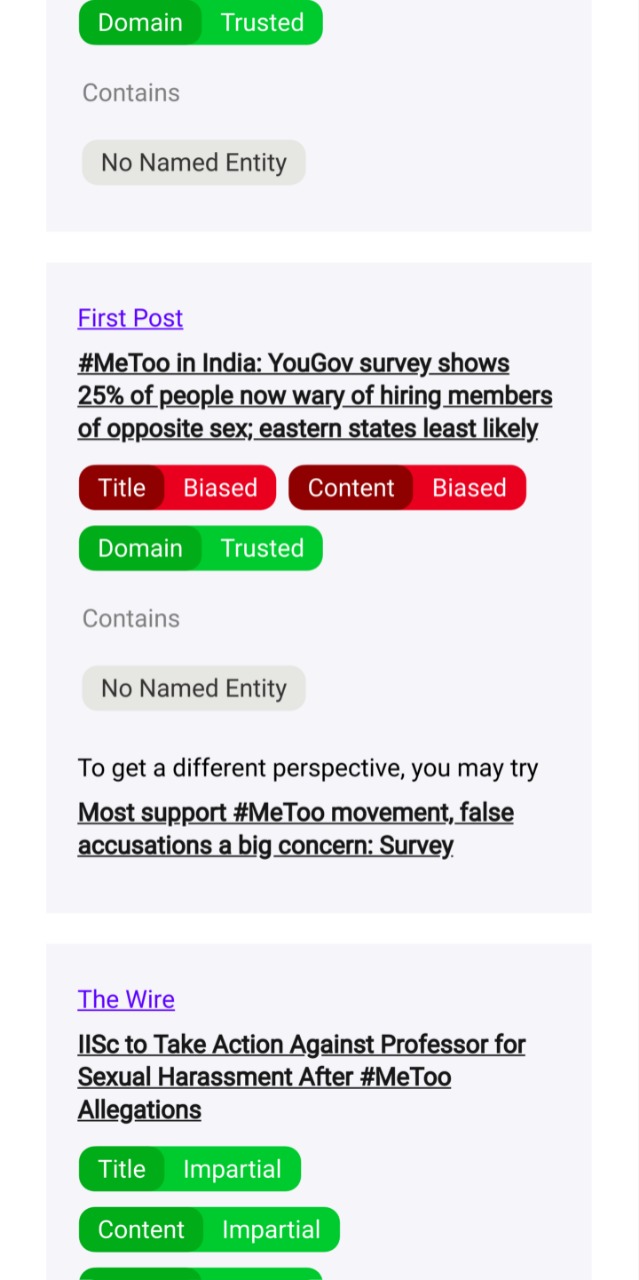 Domain Trusted
Contains
No Named Entity
First Post
#MeToo in India: YouGov survey shows
25% of people now wary of hiring members
of opposite sex; eastern states least likely
Title Biased Content Biased
Domain Trusted
Contains
No Named Entity
To get a different perspective, you may try
Most support #MeToo movement, false
accusations a big concern: Survey
The Wire
IISc to Take Action Against Professor for
Sexual Harassment After #MeToo
Allegations
Title Impartial
Content Impartial